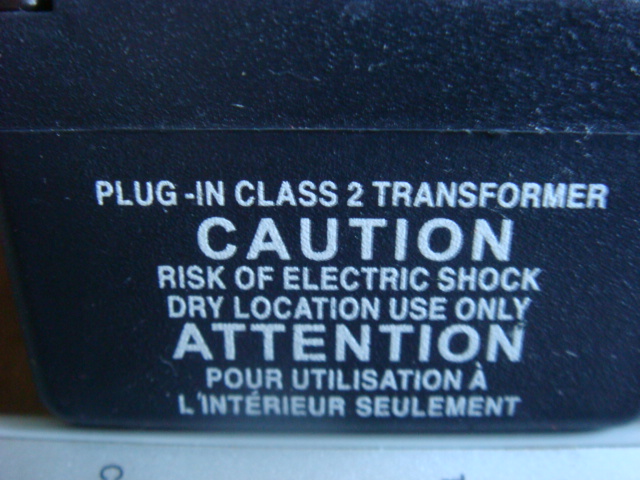 PLUG-IN CLASS 2 TRANSFORMER
CAUTION
RISK OF ELECTRIC SHOCK
DRY LOCATION USE ONLY
ATTENTION
POUR UTILISATION À
L'INTÉRIEUR SEULEMENT